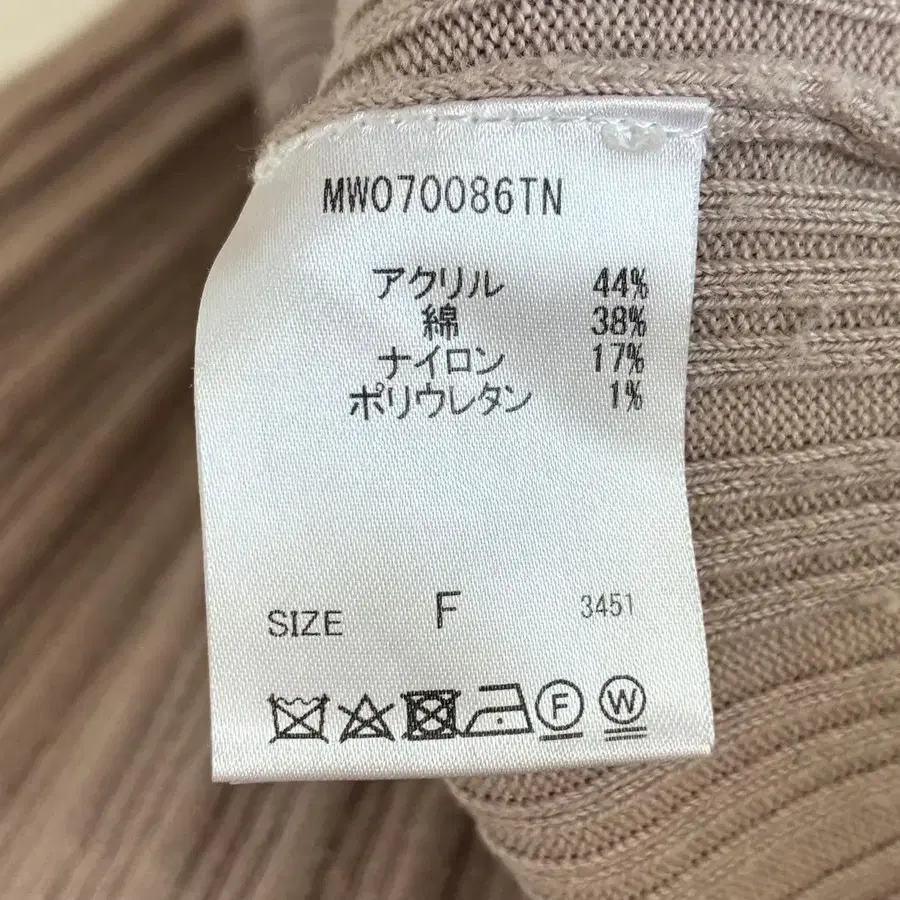 MW070086TN
アクリル 44%
綿 38%
ナイロン 17%
ポリウレタン 1%
SIZE F 3451
F W